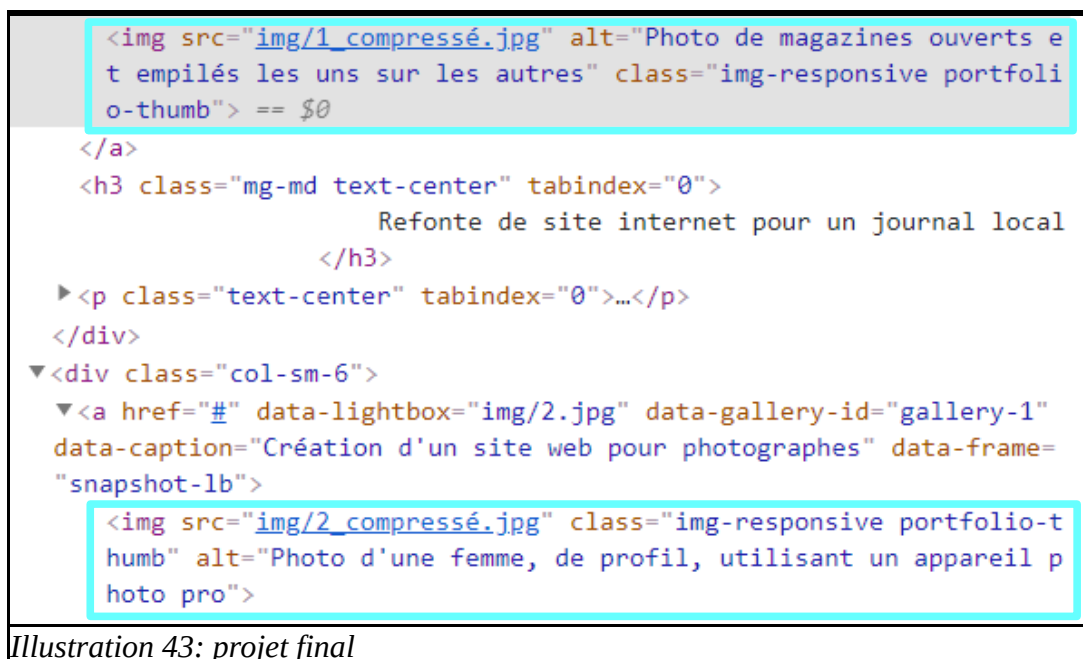 <img src="img/1_compressé.jpg" alt="Photo de magazines ouverts e
t empilés les uns sur les autres" class="img-responsive portfoli
o-thumb"> == $0
</a>
<h3 class="mg-md text-center" tabindex="0">
Refonte de site internet pour un journal local
</h3>
▶<p class="text-center" tabindex="0">…</p>
</div>
▼<div class="col-sm-6">
▼<a href="#" data-lightbox="img/2.jpg" data-gallery-id="gallery-1"
data-caption="Création d'un site web pour photographes" data-frame=
"snapshot-lb">
<img src="img/2_compressé.jpg" class="img-responsive portfolio-t
humb" alt="Photo d'une femme, de profil, utilisant un appareil p
hoto pro">
Illustration 43: projet final